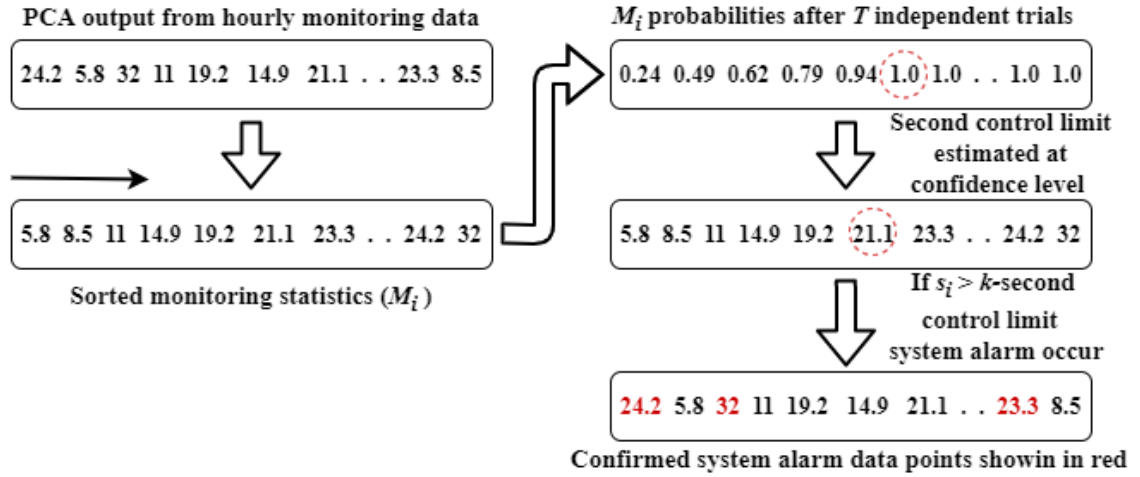 PCA output from hourly monitoring data
24.2 5.8 32 11 19.2 14.9 21.1 . . 23.3 8.5
5.8 8.5 11 14.9 19.2 21.1 23.3 . . 24.2 32
Sorted monitoring statistics (M_i)
M_i probabilities after T independent trials
0.24 0.49 0.62 0.79 0.94 1.0 1.0 . . 1.0 1.0
Second control limit
estimated at
confidence level
5.8 8.5 11 14.9 19.2 21.1 23.3 . . 24.2 32
If s_i > k-second
control limit
system alarm occur
24.2 5.8 32 11 19.2 14.9 21.1 . . 23.3 8.5
Confirmed system alarm data points showin in red